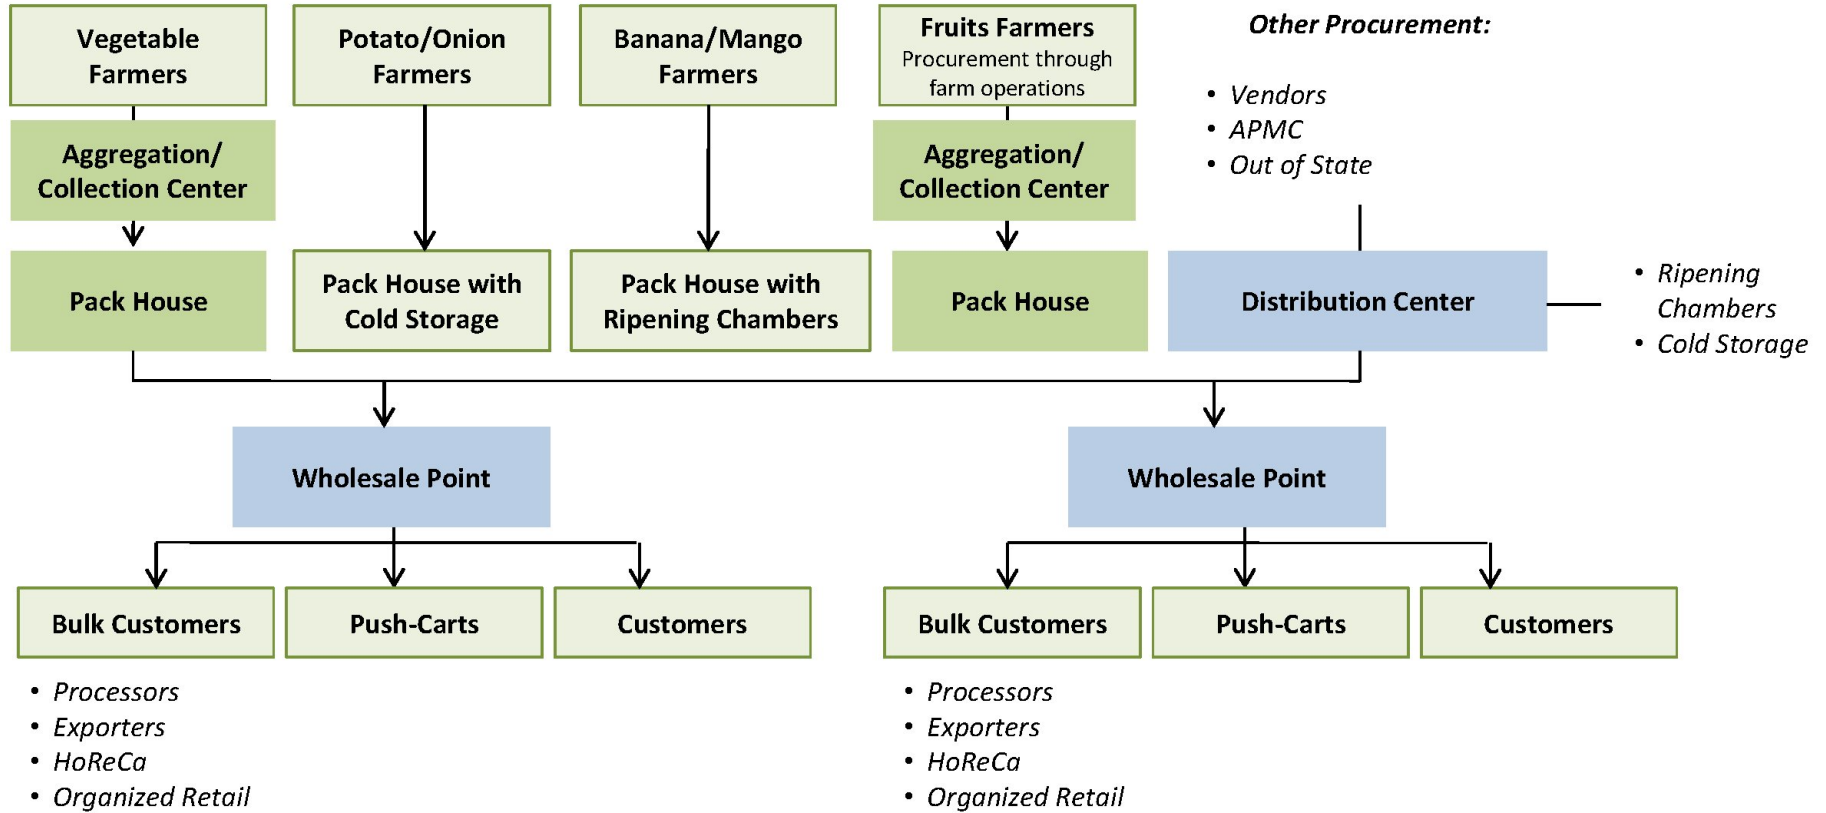 Vegetable
Farmers
Potato/Onion
Farmers
Banana/Mango
Farmers
Fruits Farmers
Procurement through
farm operations
Other Procurement:
• Vendors
• APMC
• Out of State
Aggregation/
Collection Center
Aggregation/
Collection Center
Pack House
Pack House with
Cold Storage
Pack House with
Ripening Chambers
Pack House
Distribution Center
• Ripening
Chambers
• Cold Storage
Wholesale Point
Wholesale Point
Bulk Customers
Push-Carts
Customers
Bulk Customers
Push-Carts
Customers
• Processors
• Exporters
• HoReCa
• Organized Retail
• Processors
• Exporters
• HoReCa
• Organized Retail